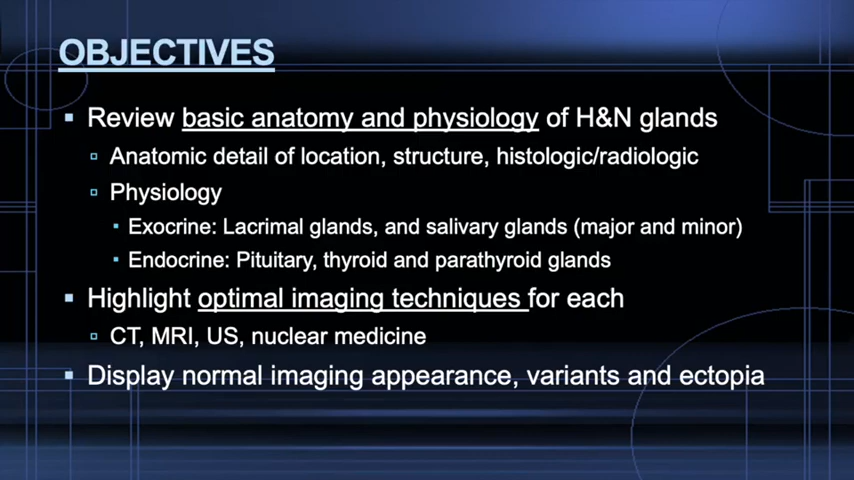 OBJECTIVES
▪ Review basic anatomy and physiology of H&N glands
▫ Anatomic detail of location, structure, histologic/radiologic
▫ Physiology
▪ Exocrine: Lacrimal glands, and salivary glands (major and minor)
▪ Endocrine: Pituitary, thyroid and parathyroid glands
▪ Highlight optimal imaging techniques for each
▫ CT, MRI, US, nuclear medicine
▪ Display normal imaging appearance, variants and ectopia